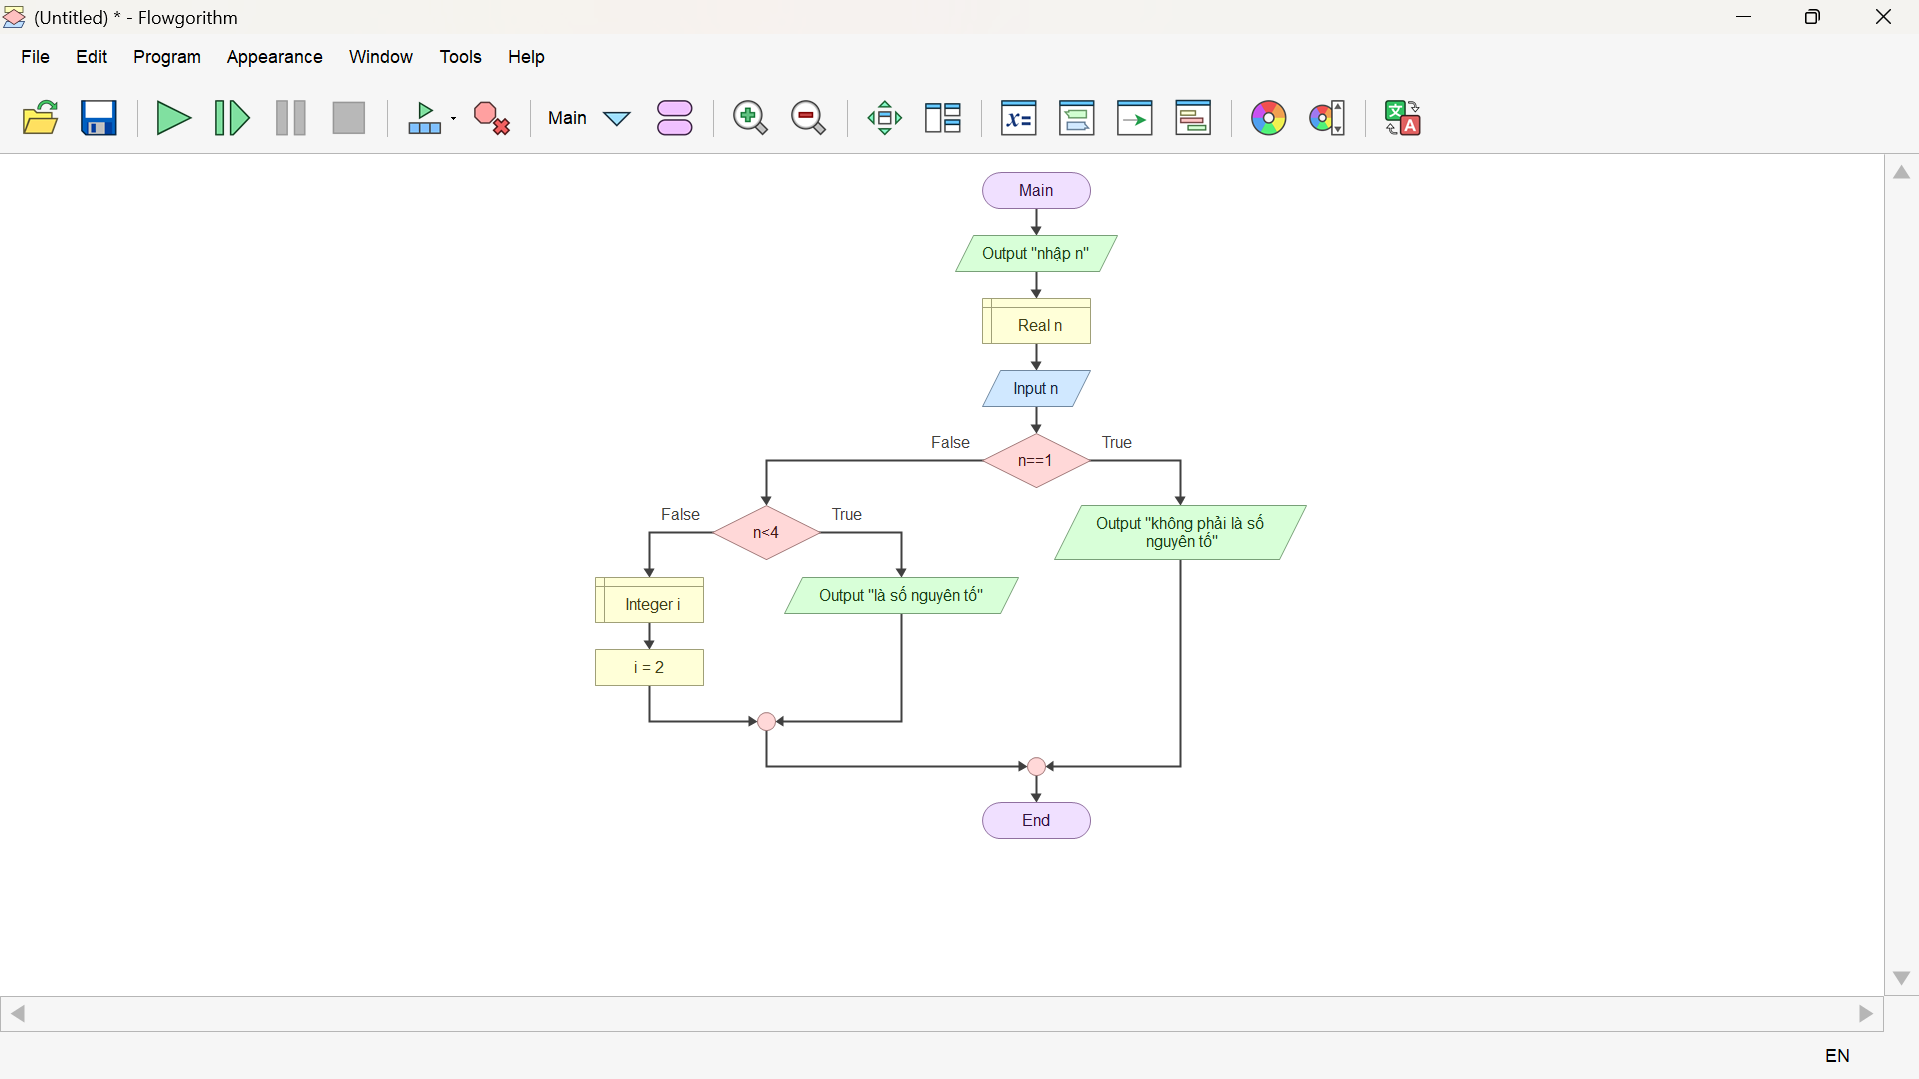 (Untitled) * - Flowgorithm
File Edit Program Appearance Window Tools Help
Main
x=
文 A
Main
Output "nhập n"
Real n
Input n
False
True
n==1
False
True
n<4
Output "không phải là số
nguyên tố"
Integer i
Output "là số nguyên tố"
i = 2
End
EN